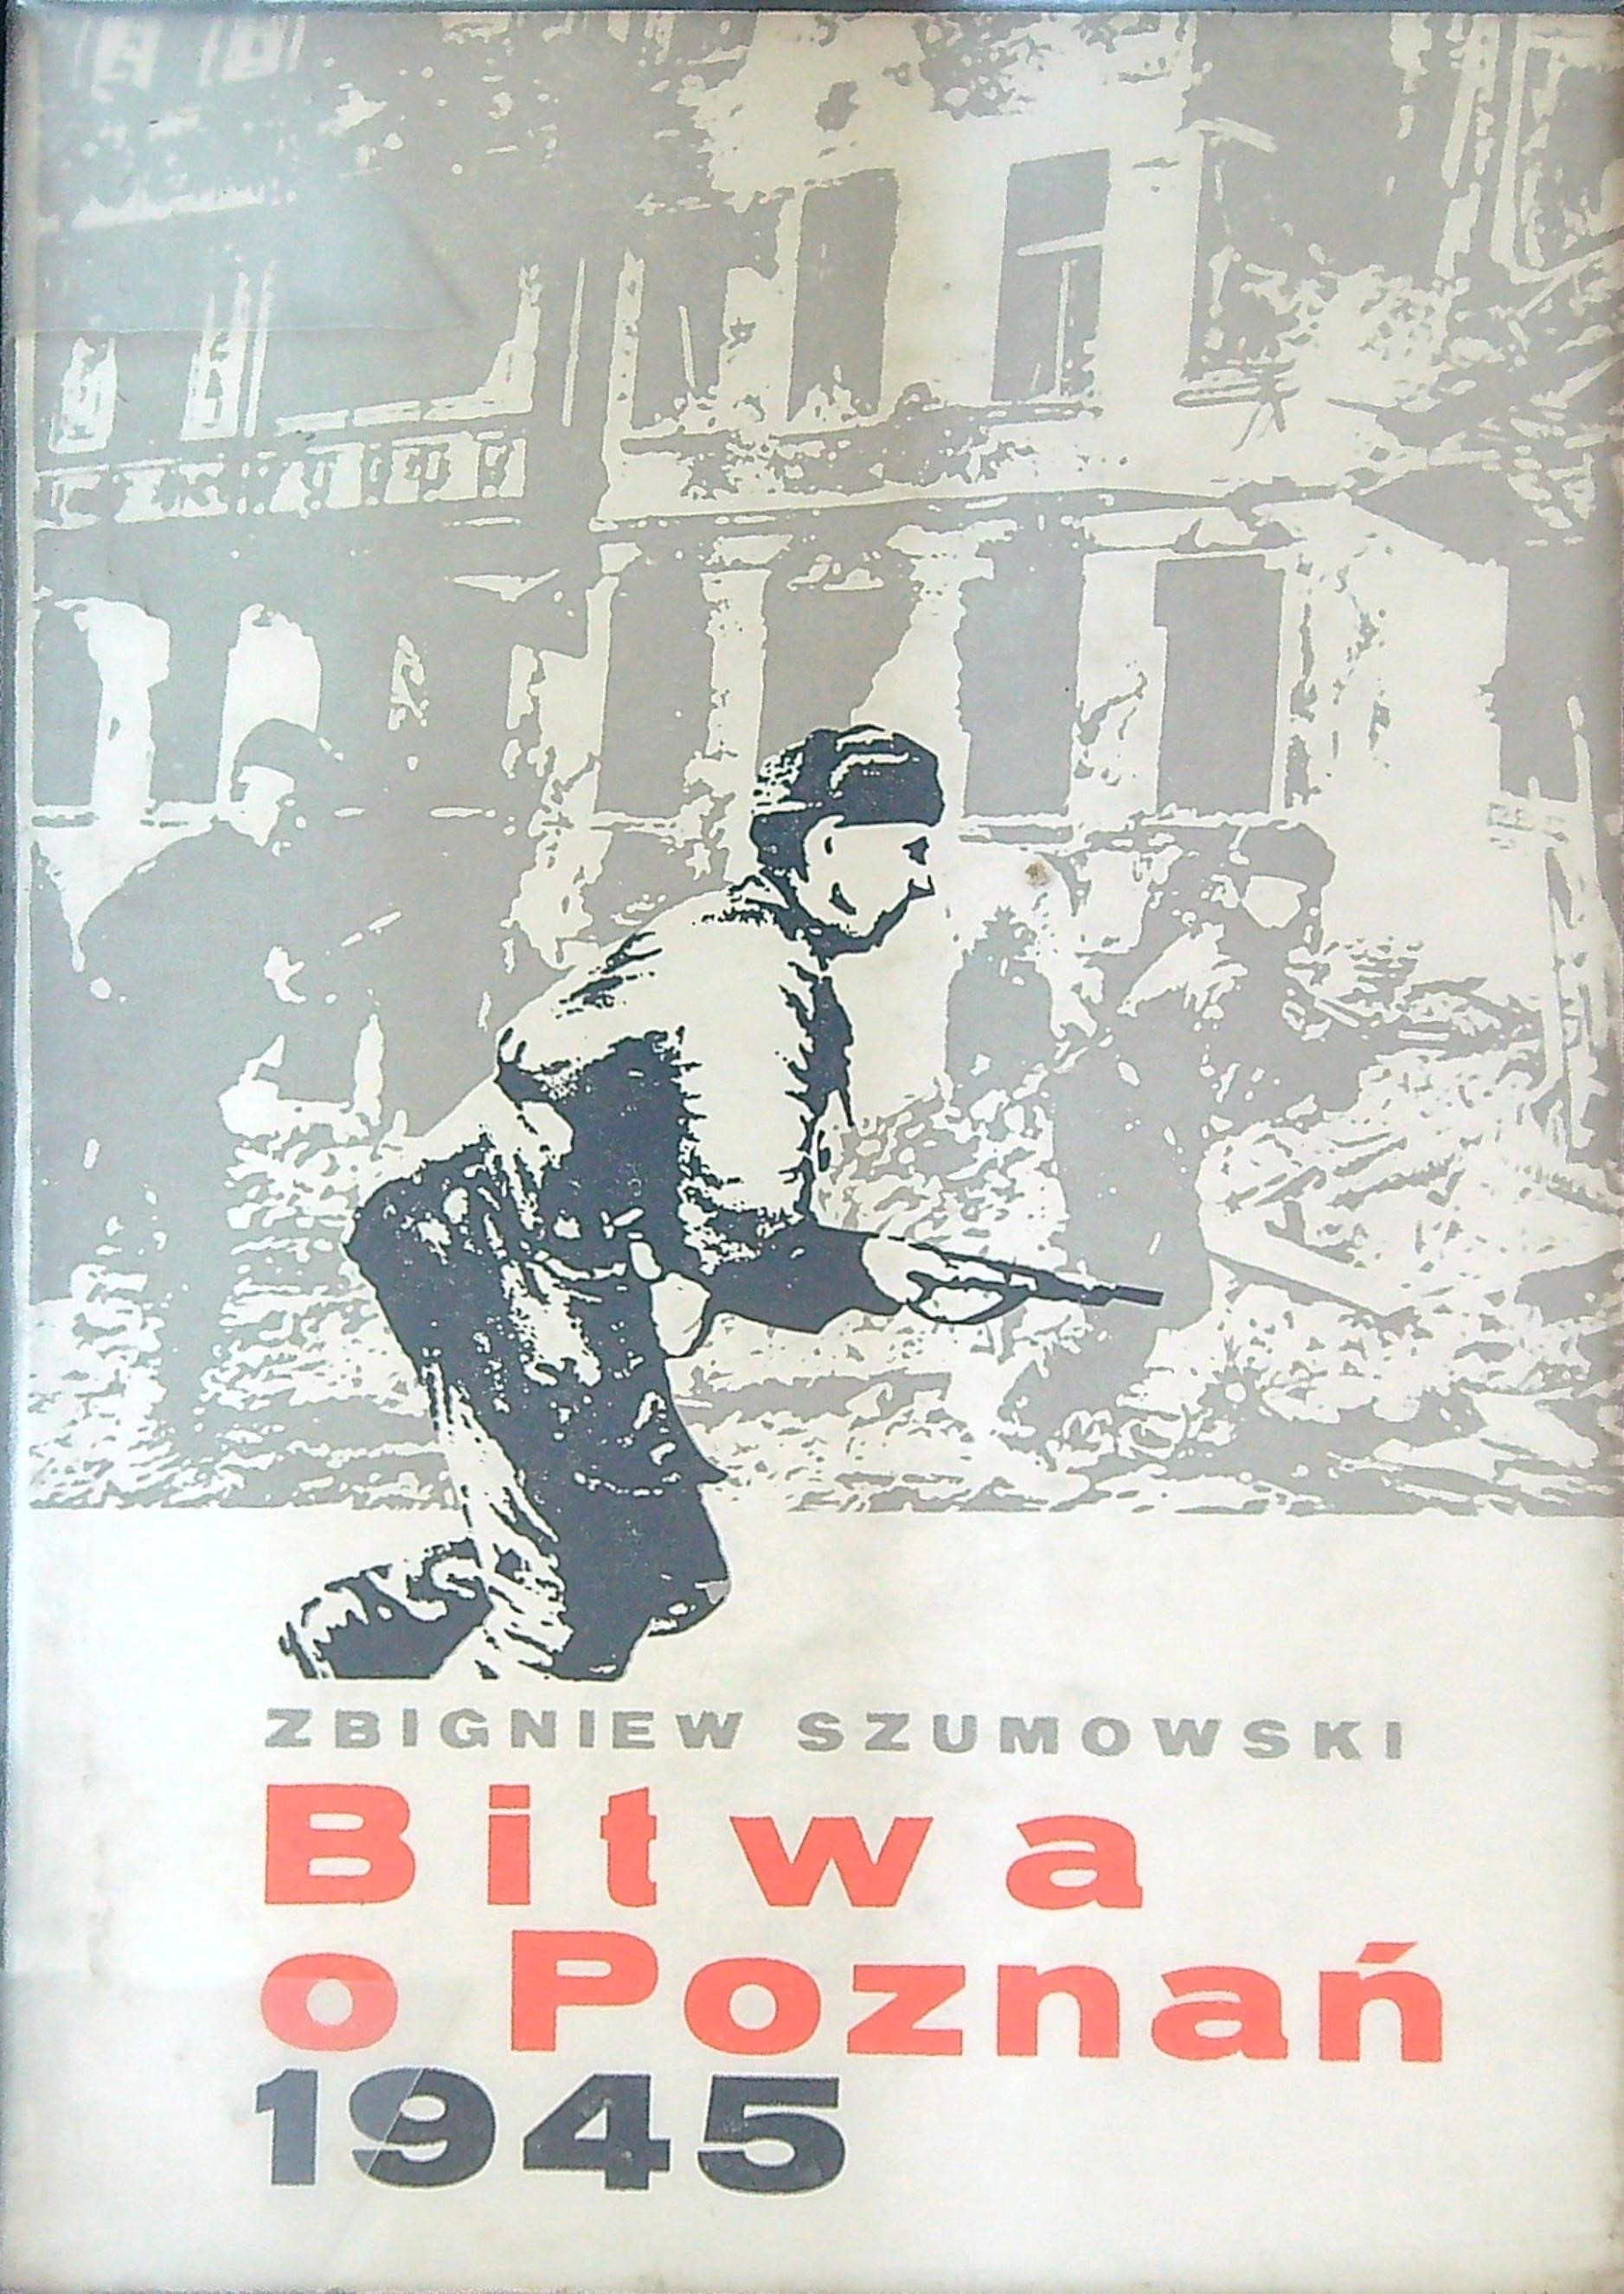 ZBIGNIEW SZUMOWSKI
Bitwa
o Poznań
1945